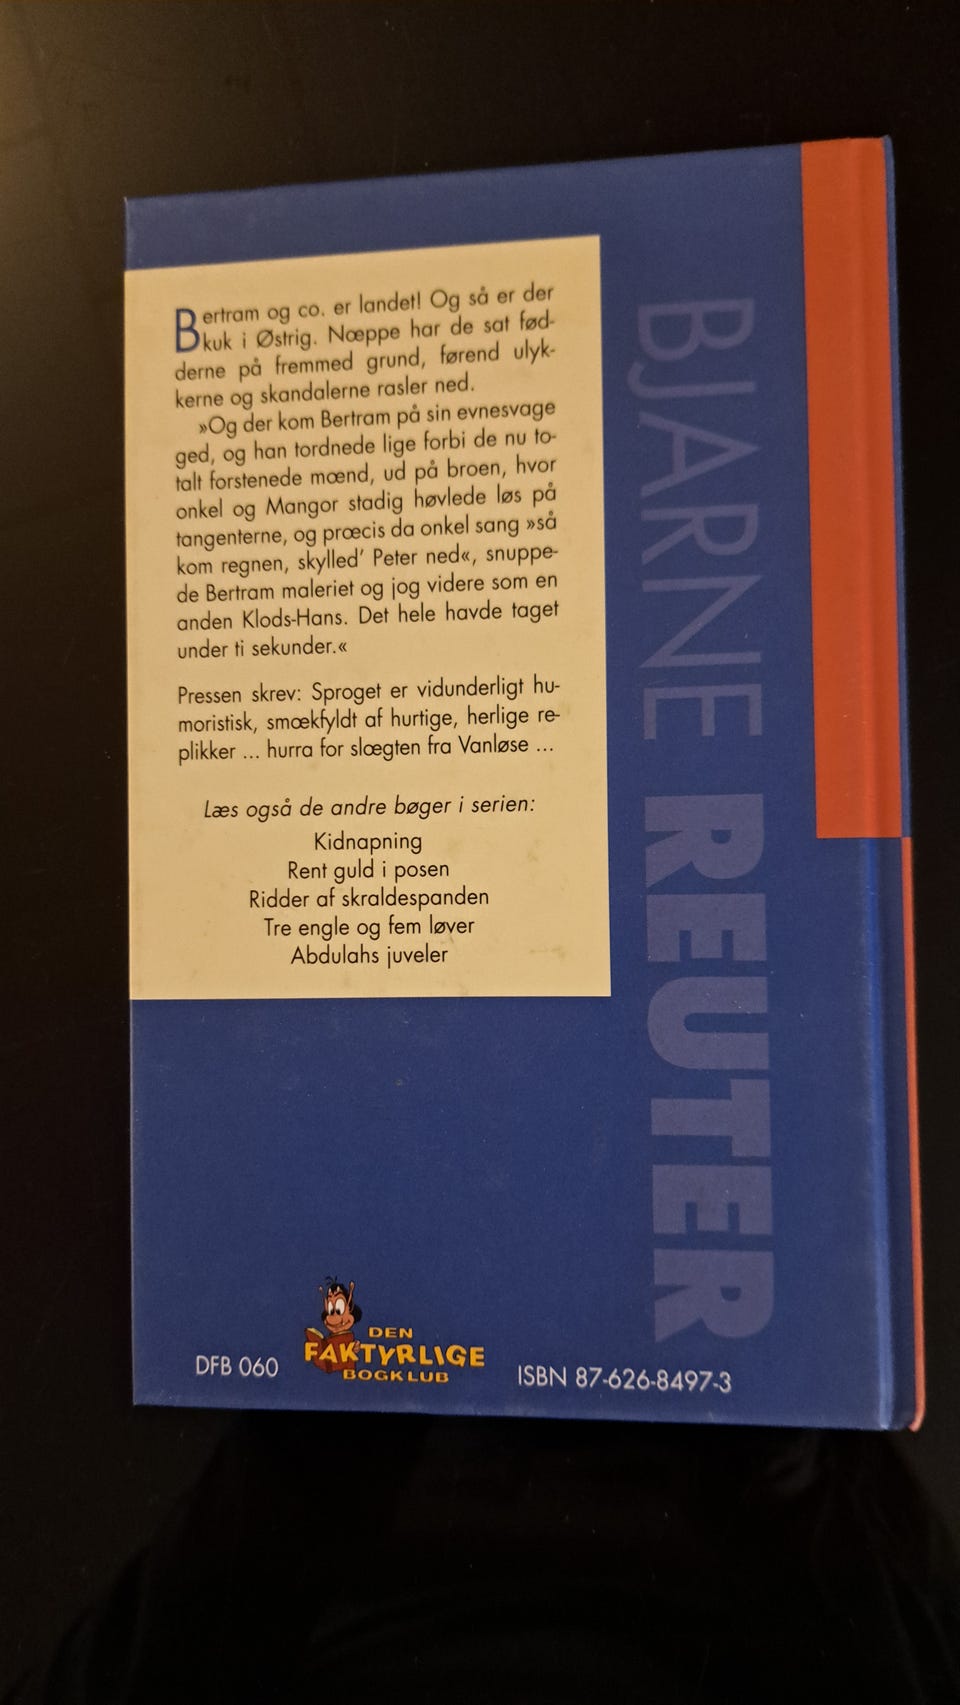 Bertram og co. er landet! Og så er der
kuk i Østrig. Næppe har de sat fød-
derne på fremmed grund, førend ulyk-
kerne og skandalerne rasler ned.
»Og der kom Bertram på sin evnesvage
ged, og han tordnede lige forbi de nu to-
talt forstenede mænd, ud på broen, hvor
onkel og Mangor stadig høvlede løs på
tangenterne, og præcis da onkel sang »så
kom regnen, skylled' Peter ned«, snuppe-
de Bertram maleriet og jog videre som en
anden Klods-Hans. Det hele havde taget
under ti sekunder.«
Pressen skrev: Sproget er vidunderligt hu-
moristisk, smækfyldt af hurtige, herlige re-
plikker ... hurra for slægten fra Vanløse ...
Læs også de andre bøger i serien:
Kidnapning
Rent guld i posen
Ridder af skraldespanden
Tre engle og fem løver
Abdulahs juveler
BJARNE REUTER
DFB 060
DEN
FAKTYRLIGE
BOGKLUB
ISBN 87-626-8497-3